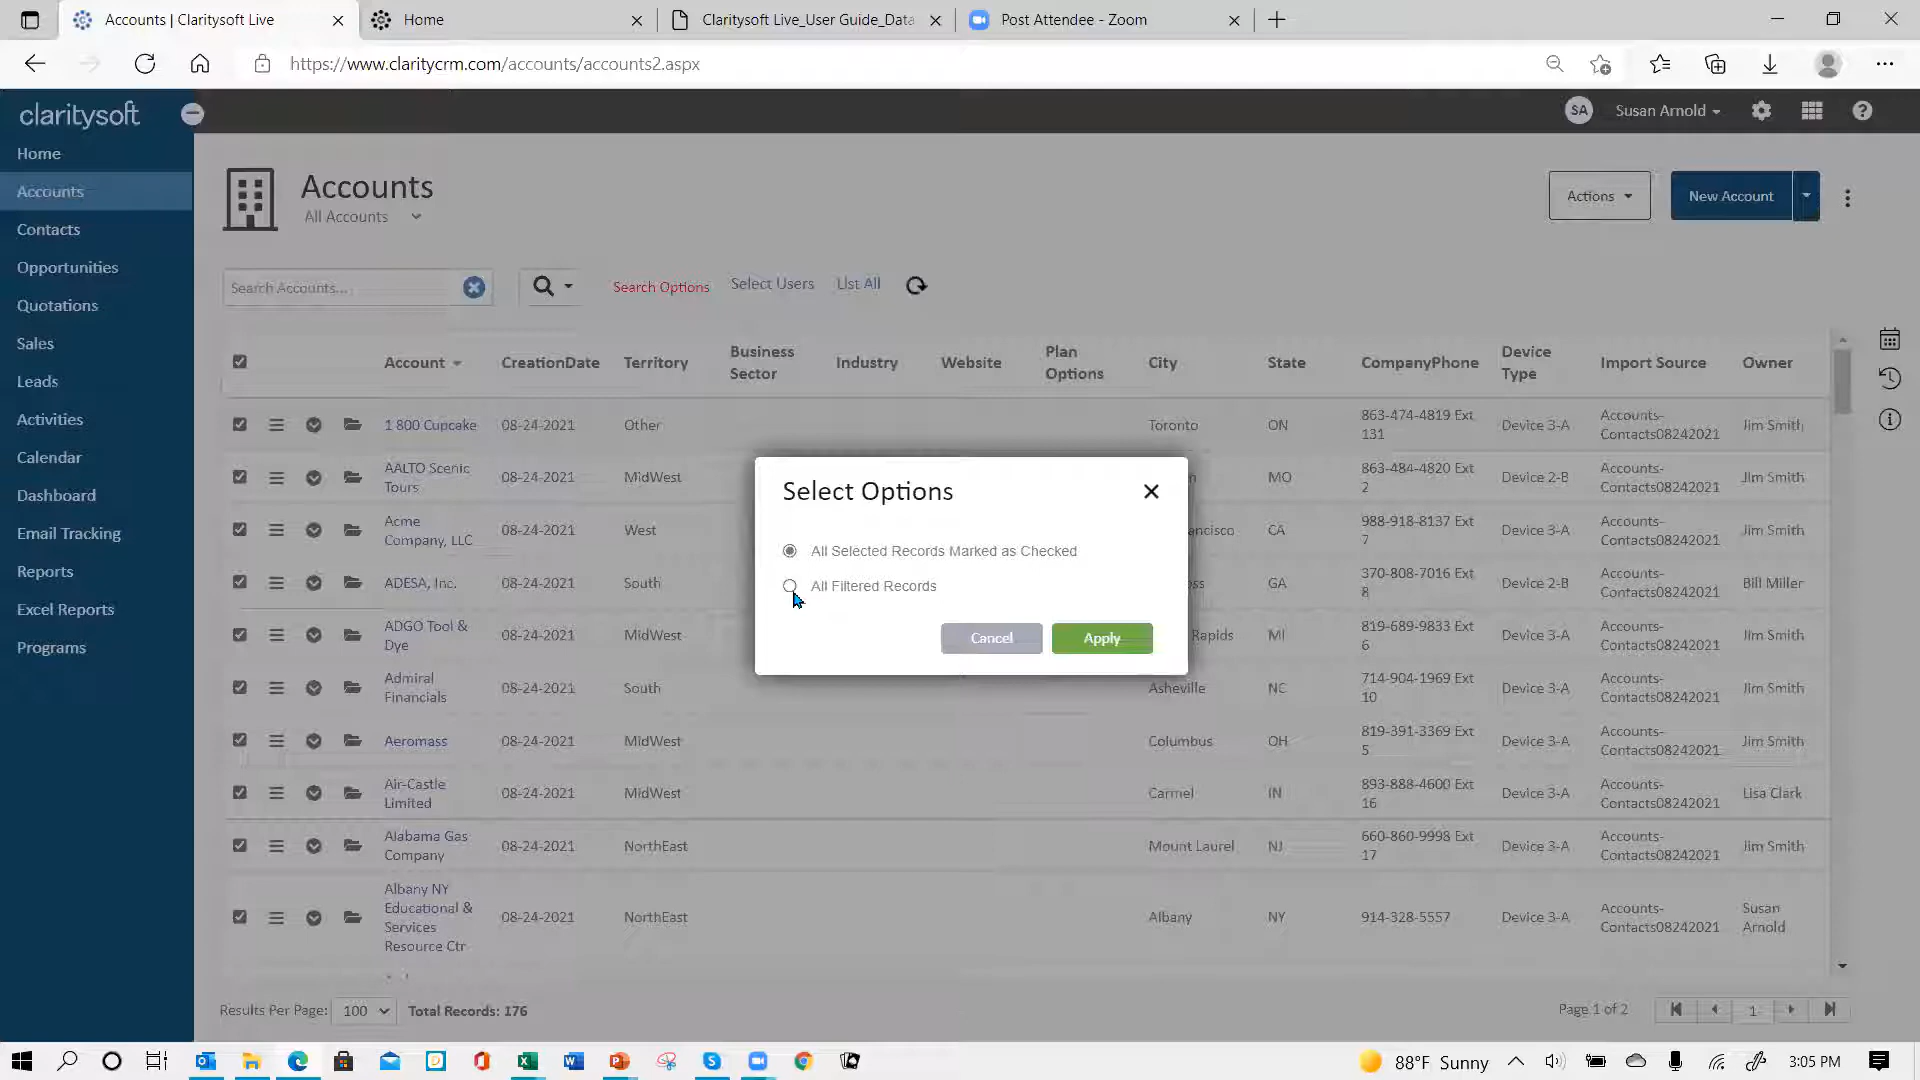 Accounts | Claritysoft Live
Home
Claritysoft Live_User Guide_Data
Post Attendee - Zoom
https://www.claritycrm.com/accounts/accounts2.aspx
claritysoft
SA
Susan Arnold
Home
Accounts
Contacts
Opportunities
Quotations
Sales
Leads
Activities
Calendar
Dashboard
Email Tracking
Reports
Excel Reports
Programs
Accounts
All Accounts
Actions
New Account
Search Accounts...
Search Options
Select Users
List All
Account
CreationDate
Territory
Business
Sector
Industry
Website
Plan
Options
City
State
CompanyPhone
Device
Type
Import Source
Owner
1 800 Cupcake
08-24-2021
Other
Toronto
ON
863-474-4819 Ext
131
Device 3-A
Accounts-
Contacts08242021
Jim Smith
AALTO Scenic
Tours
08-24-2021
MidWest
MO
863-484-4820 Ext
2
Device 2-B
Accounts-
Contacts08242021
Jim Smith
Acme
Company, LLC
08-24-2021
West
ancisco
CA
988-918-8137 Ext
7
Device 3-A
Accounts-
Contacts08242021
Jim Smith
ADESA, Inc.
08-24-2021
South
ss
GA
370-808-7016 Ext
8
Device 2-B
Accounts-
Contacts08242021
Bill Miller
ADGO Tool &
Dye
08-24-2021
MidWest
Rapids
MI
819-689-9833 Ext
6
Device 3-A
Accounts-
Contacts08242021
Jim Smith
Admiral
Financials
08-24-2021
South
Asheville
NC
714-904-1969 Ext
10
Device 3-A
Accounts-
Contacts08242021
Jim Smith
Aeromass
08-24-2021
MidWest
Columbus
OH
819-391-3369 Ext
5
Device 3-A
Accounts-
Contacts08242021
Jim Smith
Air-Castle
Limited
08-24-2021
MidWest
Carmel
IN
893-888-4600 Ext
16
Device 3-A
Accounts-
Contacts08242021
Lisa Clark
Alabama Gas
Company
08-24-2021
NorthEast
Mount Laurel
NJ
660-860-9998 Ext
17
Device 3-A
Accounts-
Contacts08242021
Jim Smith
Albany NY
Educational &
Services
Resource Ctr
08-24-2021
NorthEast
Albany
NY
914-328-5557
Device 3-A
Accounts-
Contacts08242021
Susan
Arnold
Select Options
All Selected Records Marked as Checked
All Filtered Records
Cancel
Apply
Results Per Page:
100
Total Records: 176
Page 1 of 2
1
88°F Sunny
3:05 PM